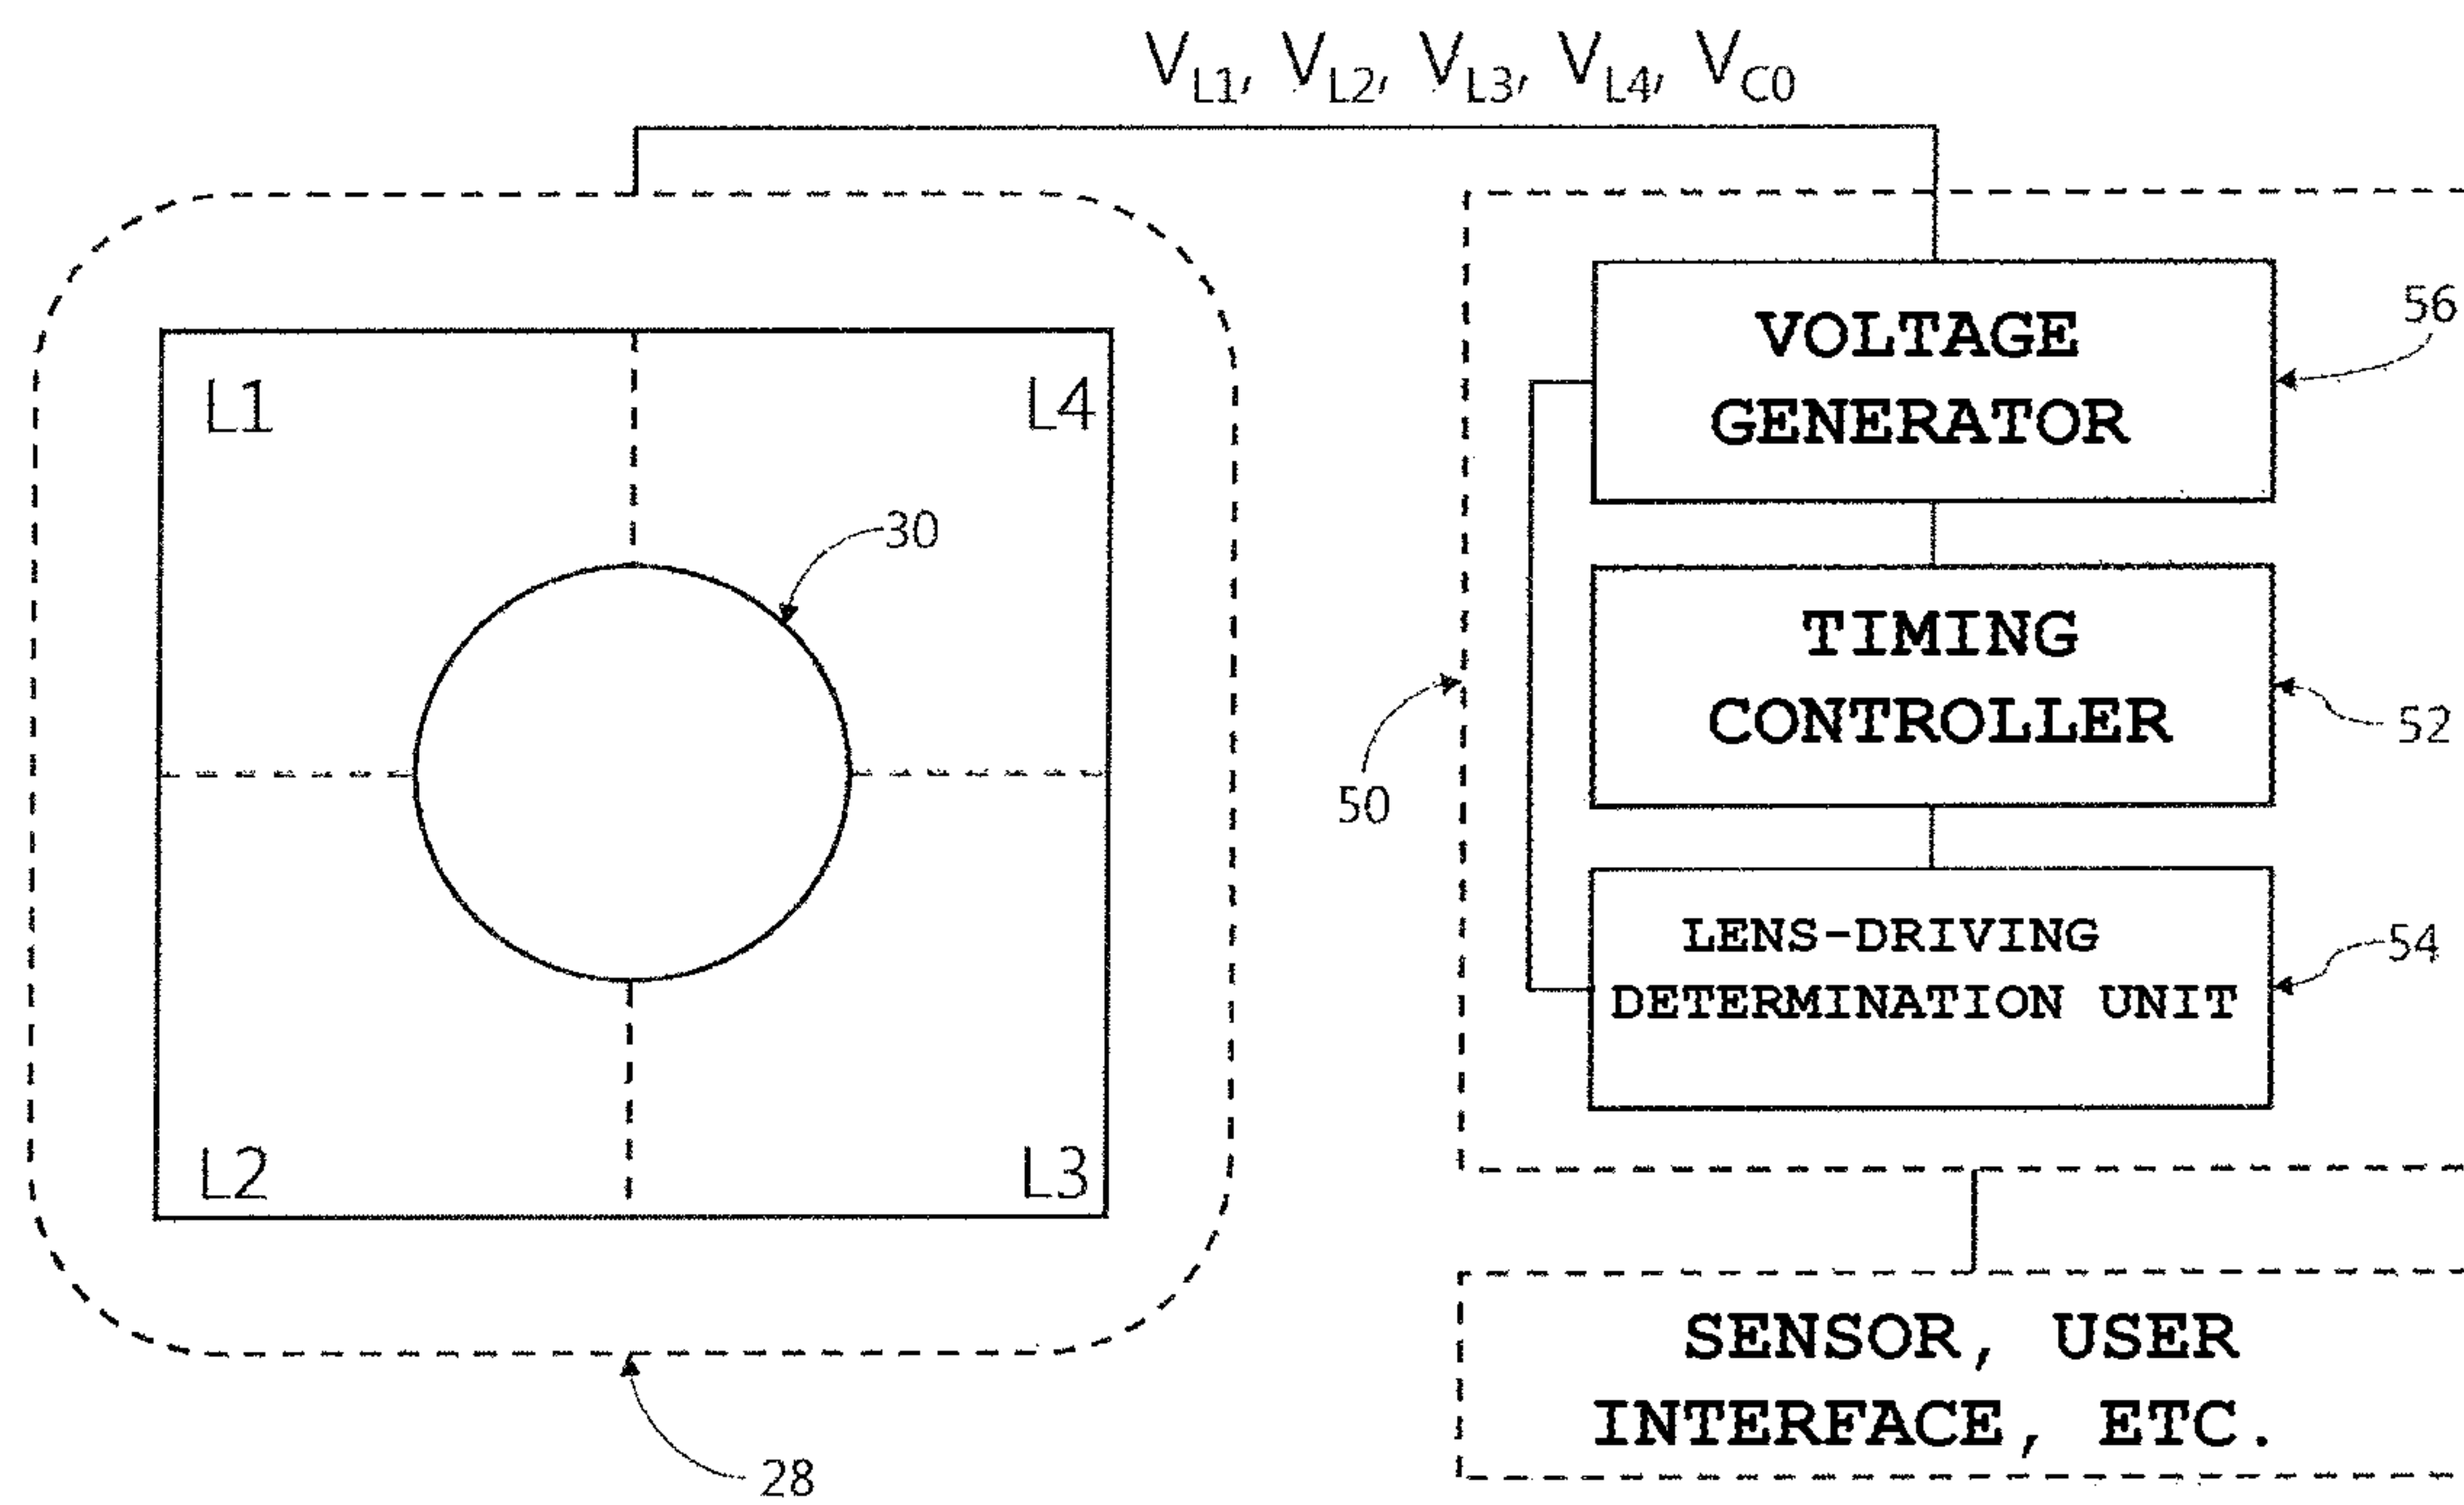 VL1, VL2, VL3, VL4, VC0
L1
L4
30
L2
L3
28
VOLTAGE
GENERATOR
56
TIMING
CONTROLLER
52
50
LENS-DRIVING
DETERMINATION UNIT
54
SENSOR, USER
INTERFACE, ETC.